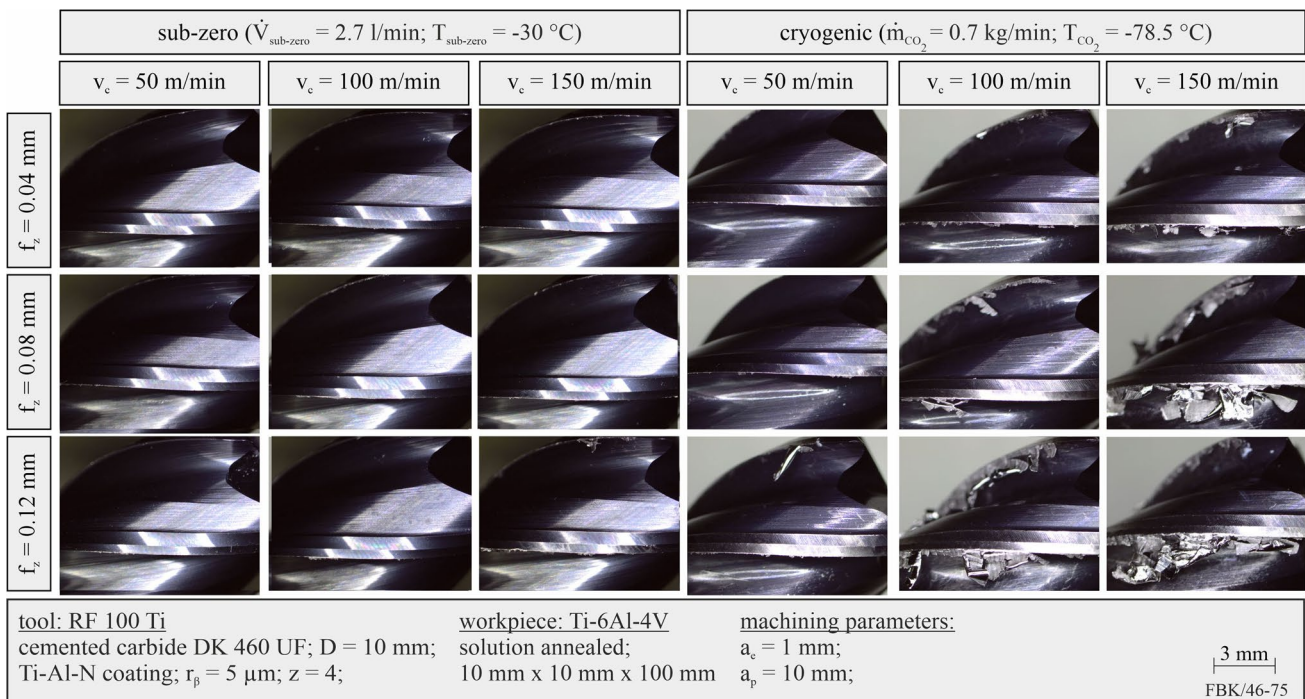 sub-zero (V̇sub-zero = 2.7 l/min; Tsub-zero = -30 °C)
cryogenic (ṁCO2 = 0.7 kg/min; TCO2 = -78.5 °C)
vc = 50 m/min
vc = 100 m/min
vc = 150 m/min
vc = 50 m/min
vc = 100 m/min
vc = 150 m/min
fz = 0.04 mm
fz = 0.08 mm
fz = 0.12 mm
tool: RF 100 Ti
cemented carbide DK 460 UF; D = 10 mm;
Ti-Al-N coating; rβ = 5 µm; z = 4;
workpiece: Ti-6Al-4V
solution annealed;
10 mm x 10 mm x 100 mm
machining parameters:
ae = 1 mm;
ap = 10 mm;
3 mm
FBK/46-75